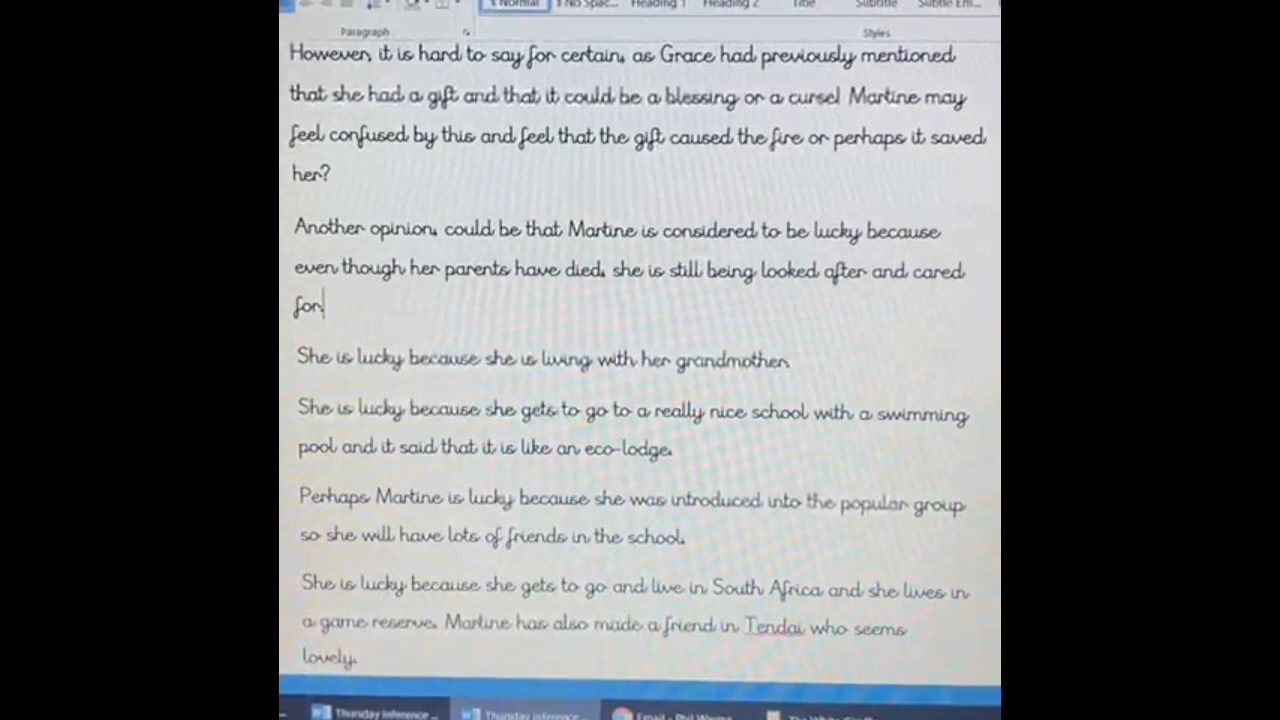 Normal
No Spac...
Heading 1
Heading 2
Title
Subtitle
Subtle Em...
Paragraph
Styles
However, it is hard to say for certain, as Grace had previously mentioned
that she had a gift and that it could be a blessing or a curse! Martine may
feel confused by this and feel that the gift caused the fire or perhaps it saved
her?
Another opinion, could be that Martine is considered to be lucky because
even though her parents have died, she is still being looked after and cared
for.
She is lucky because she is living with her grandmother.
She is lucky because she gets to go to a really nice school with a swimming
pool and it said that it is like an eco-lodge.
Perhaps Martine is lucky because she was introduced into the popular group
so she will have lots of friends in the school.
She is lucky because she gets to go and live in South Africa and she lives in
a game reserve. Martine has also made a friend in Tendai who seems
lovely.
Thursday inference ...
Thursday inference ...
Email - Phil
The White